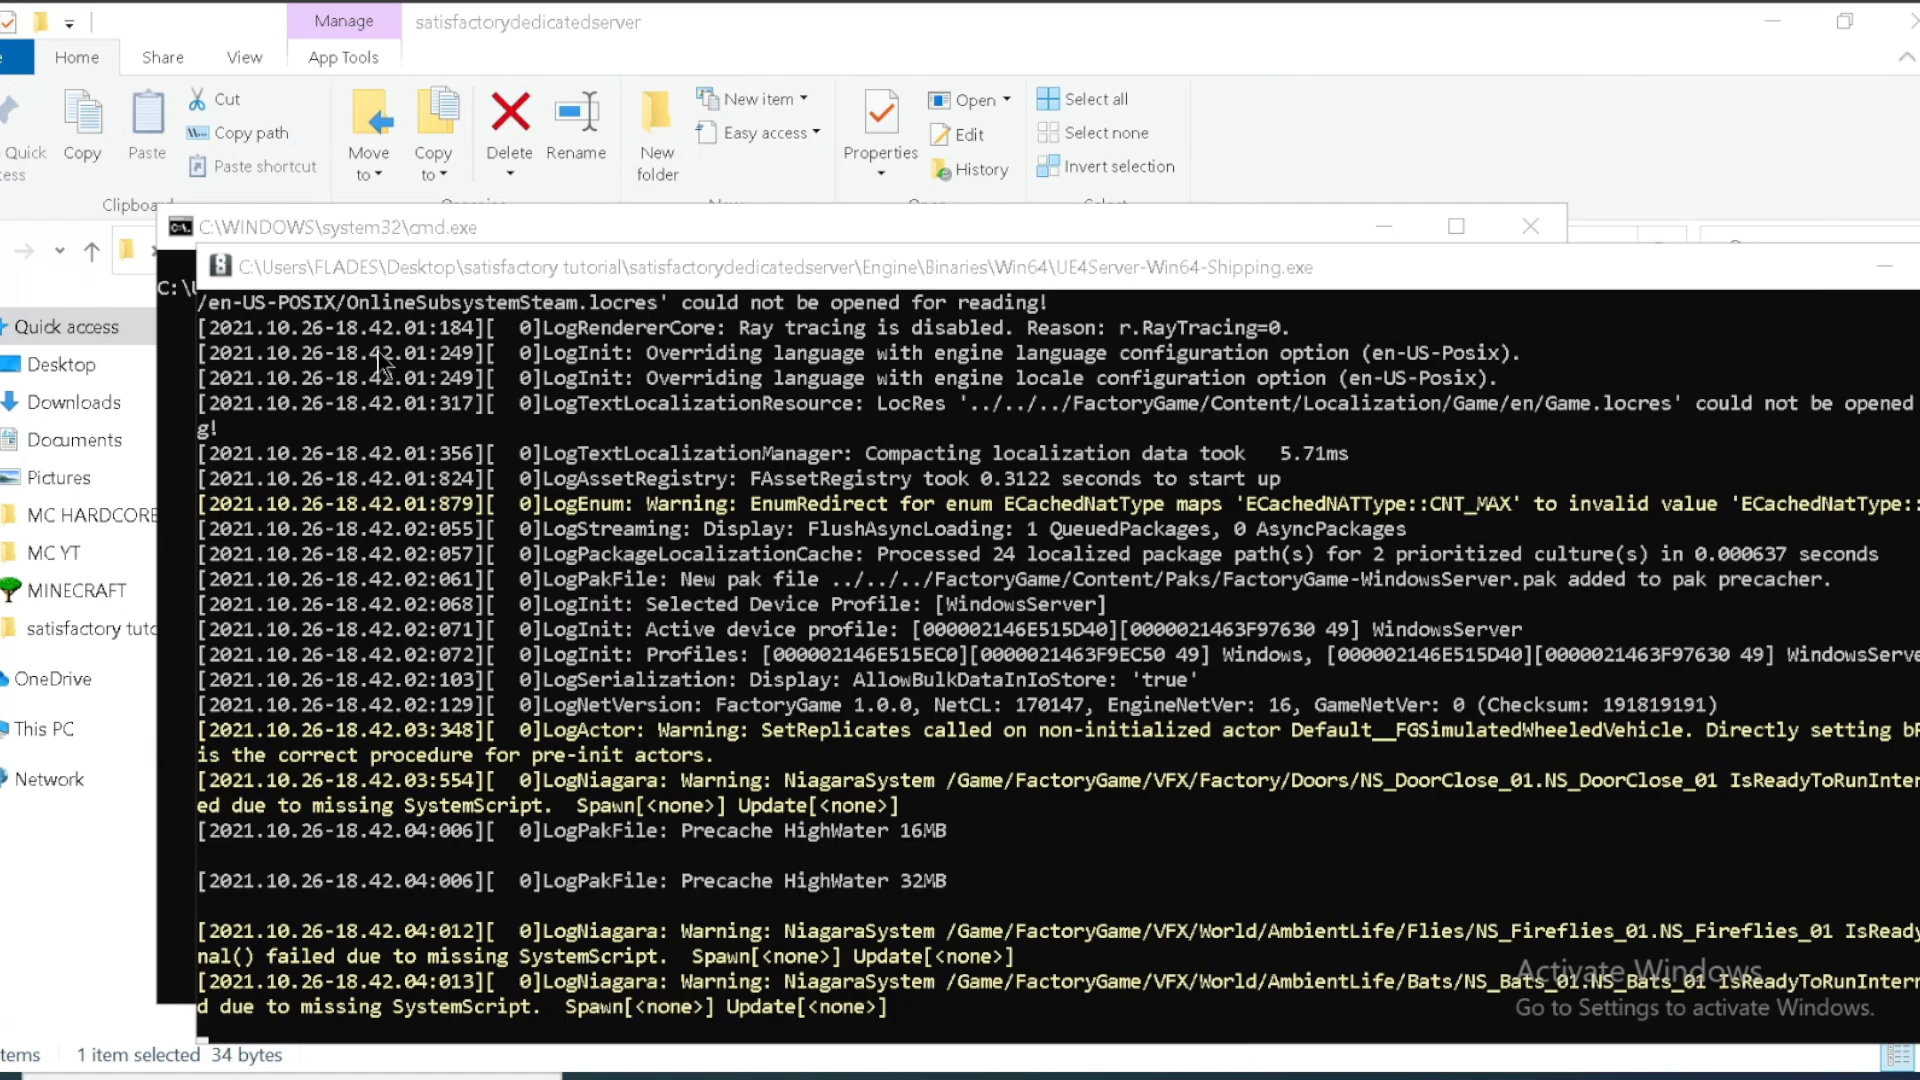 Manage
satisfactorydedicatedserver
Home
Share
View
App Tools
Quick
Copy
Paste
Cut
Copy path
Paste shortcut
Move
to
Copy
to
Delete
Rename
New
folder
New item
Easy access
Properties
Open
Edit
History
Select all
Select none
Invert selection
C:\WINDOWS\system32\cmd.exe
C:\Users\FLADES\Desktop\satisfactory tutorial\satisfactorydedicatedserver\Engine\Binaries\Win64\UE4Server-Win64-Shipping.exe
Quick access
Desktop
Downloads
Documents
Pictures
MC HARDCORE
MC YT
MINECRAFT
satisfactory tuto
OneDrive
This PC
Network
C:\U
/en-US-POSIX/OnlineSubsystemSteam.locres' could not be opened for reading!
[2021.10.26-18.42.01:184][  0]LogRendererCore: Ray tracing is disabled. Reason: r.RayTracing=0.
[2021.10.26-18.42.01:249][  0]LogInit: Overriding language with engine language configuration option (en-US-Posix).
[2021.10.26-18.42.01:249][  0]LogInit: Overriding language with engine locale configuration option (en-US-Posix).
[2021.10.26-18.42.01:317][  0]LogTextLocalizationResource: LocRes '../../../FactoryGame/Content/Localization/Game/en/Game.locres' could not be opened
g!
[2021.10.26-18.42.01:356][  0]LogTextLocalizationManager: Compacting localization data took   5.71ms
[2021.10.26-18.42.01:824][  0]LogAssetRegistry: FAssetRegistry took 0.3122 seconds to start up
[2021.10.26-18.42.01:879][  0]LogEnum: Warning: EnumRedirect for enum ECachedNatType maps 'ECachedNATType::CNT_MAX' to invalid value 'ECachedNatType::
[2021.10.26-18.42.02:055][  0]LogStreaming: Display: FlushAsyncLoading: 1 QueuedPackages, 0 AsyncPackages
[2021.10.26-18.42.02:057][  0]LogPackageLocalizationCache: Processed 24 localized package path(s) for 2 prioritized culture(s) in 0.000637 seconds
[2021.10.26-18.42.02:061][  0]LogPakFile: New pak file ../../../FactoryGame/Content/Paks/FactoryGame-WindowsServer.pak added to pak precacher.
[2021.10.26-18.42.02:068][  0]LogInit: Selected Device Profile: [WindowsServer]
[2021.10.26-18.42.02:071][  0]LogInit: Active device profile: [000002146E515D40][0000021463F97630 49] WindowsServer
[2021.10.26-18.42.02:072][  0]LogInit: Profiles: [000002146E515EC0][0000021463F9EC50 49] Windows, [000002146E515D40][0000021463F97630 49] WindowsServe
[2021.10.26-18.42.02:103][  0]LogSerialization: Display: AllowBulkDataInIoStore: 'true'
[2021.10.26-18.42.02:129][  0]LogNetVersion: FactoryGame 1.0.0, NetCL: 170147, EngineNetVer: 16, GameNetVer: 0 (Checksum: 191819191)
[2021.10.26-18.42.03:348][  0]LogActor: Warning: SetReplicates called on non-initialized actor Default__FGSimulatedWheeledVehicle. Directly setting bR
is the correct procedure for pre-init actors.
[2021.10.26-18.42.03:554][  0]LogNiagara: Warning: NiagaraSystem /Game/FactoryGame/VFX/Factory/Doors/NS_DoorClose_01.NS_DoorClose_01 IsReadyToRunInter
ed due to missing SystemScript.  Spawn[<none>] Update[<none>]
[2021.10.26-18.42.04:006][  0]LogPakFile: Precache HighWater 16MB
[2021.10.26-18.42.04:006][  0]LogPakFile: Precache HighWater 32MB
[2021.10.26-18.42.04:012][  0]LogNiagara: Warning: NiagaraSystem /Game/FactoryGame/VFX/World/AmbientLife/Flies/NS_Fireflies_01.NS_Fireflies_01 IsReady
nal() failed due to missing SystemScript.  Spawn[<none>] Update[<none>]
[2021.10.26-18.42.04:013][  0]LogNiagara: Warning: NiagaraSystem /Game/FactoryGame/VFX/World/AmbientLife/Bats/NS_Bats_01.NS_Bats_01 IsReadyToRunIntern
d due to missing SystemScript.  Spawn[<none>] Update[<none>]
Activate Windows
Go to Settings to activate Windows.
tems
1 item selected  34 bytes